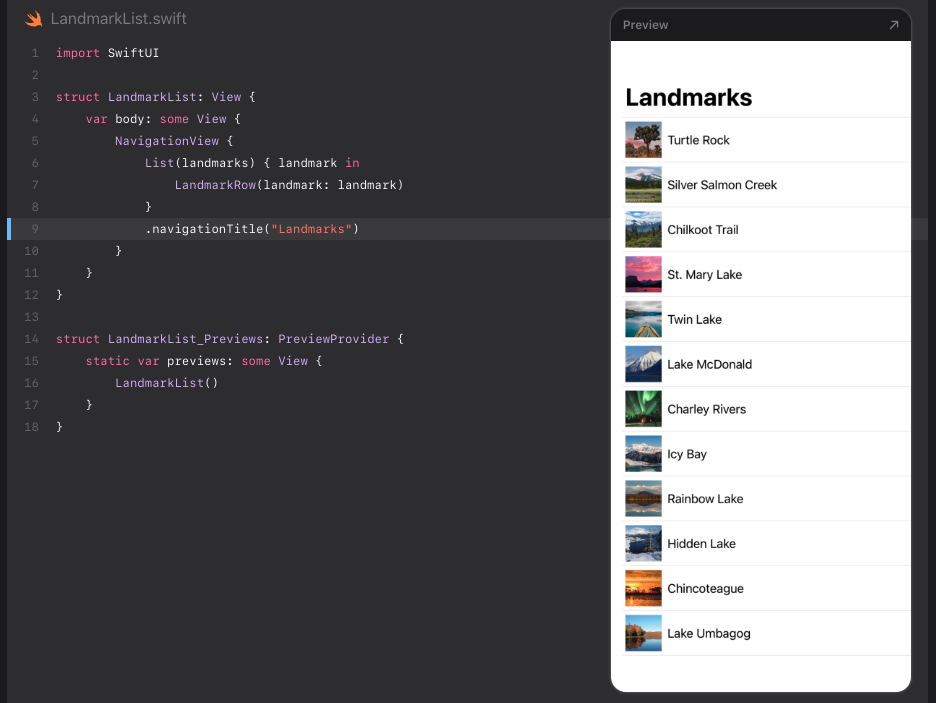 LandmarkList.swift
1 import SwiftUI
2
3 struct LandmarkList: View {
4     var body: some View {
5         NavigationView {
6             List(landmarks) { landmark in
7                 LandmarkRow(landmark: landmark)
8             }
9             .navigationTitle("Landmarks")
10         }
11     }
12 }
13
14 struct LandmarkList_Previews: PreviewProvider {
15     static var previews: some View {
16         LandmarkList()
17     }
18 }
Preview
Landmarks
Turtle Rock
Silver Salmon Creek
Chilkoot Trail
St. Mary Lake
Twin Lake
Lake McDonald
Charley Rivers
Icy Bay
Rainbow Lake
Hidden Lake
Chincoteague
Lake Umbagog